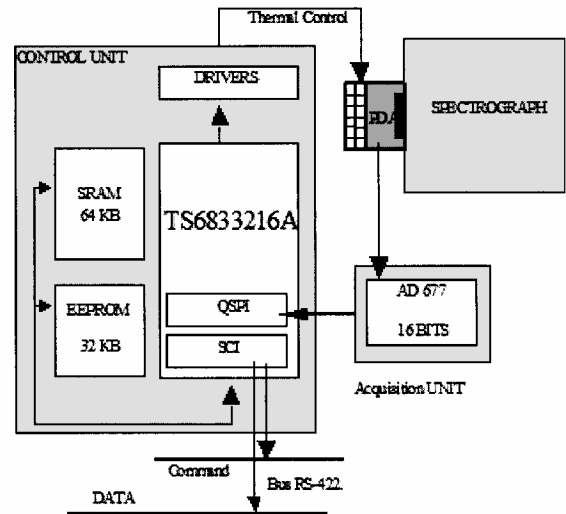 Thermal Control
CONTROL UNIT
DRIVERS
PDA
SPECTROGRAPH
SRAM
64 KB
TS6833216A
EEPROM
32 KB
QSPI
SCI
AD 677
16 BITS
Acquisition UNIT
Command
Bus RS-422.
DATA